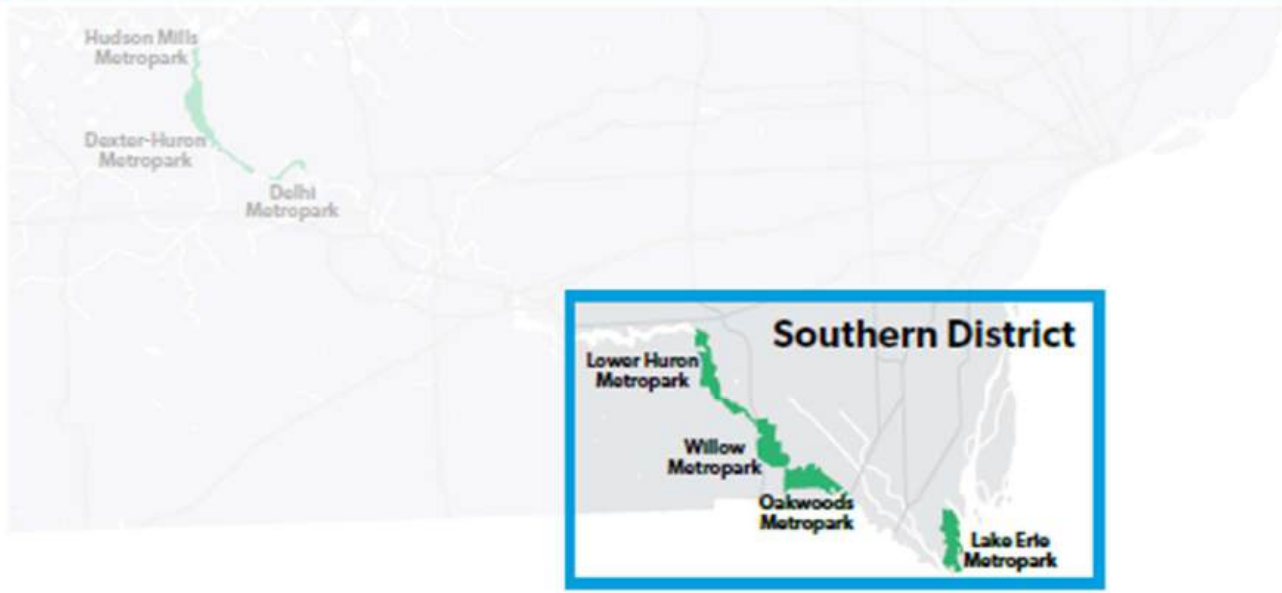 Hudson Mills
Metropark
Dexter-Huron
Metropark
Delhi
Metropark
Southern District
Lower Huron
Metropark
Willow
Metropark
Oakwoods
Metropark
Lake Erie
Metropark